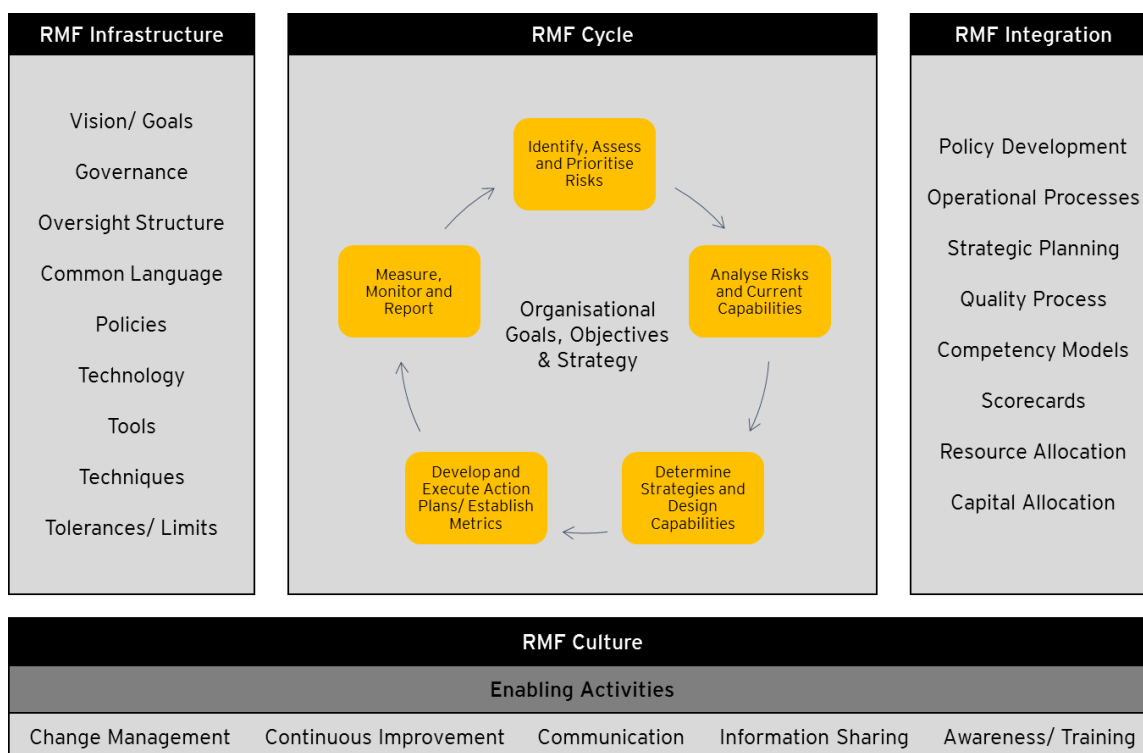 RMF Infrastructure
Vision/ Goals
Governance
Oversight Structure
Common Language
Policies
Technology
Tools
Techniques
Tolerances/ Limits
RMF Cycle
Identify, Assess
and Prioritise
Risks
Analyse Risks
and Current
Capabilities
Determine
Strategies and
Design
Capabilities
Develop and
Execute Action
Plans/ Establish
Metrics
Measure,
Monitor and
Report
Organisational
Goals, Objectives
& Strategy
RMF Integration
Policy Development
Operational Processes
Strategic Planning
Quality Process
Competency Models
Scorecards
Resource Allocation
Capital Allocation
RMF Culture
Enabling Activities
Change Management Continuous Improvement Communication Information Sharing Awareness/ Training